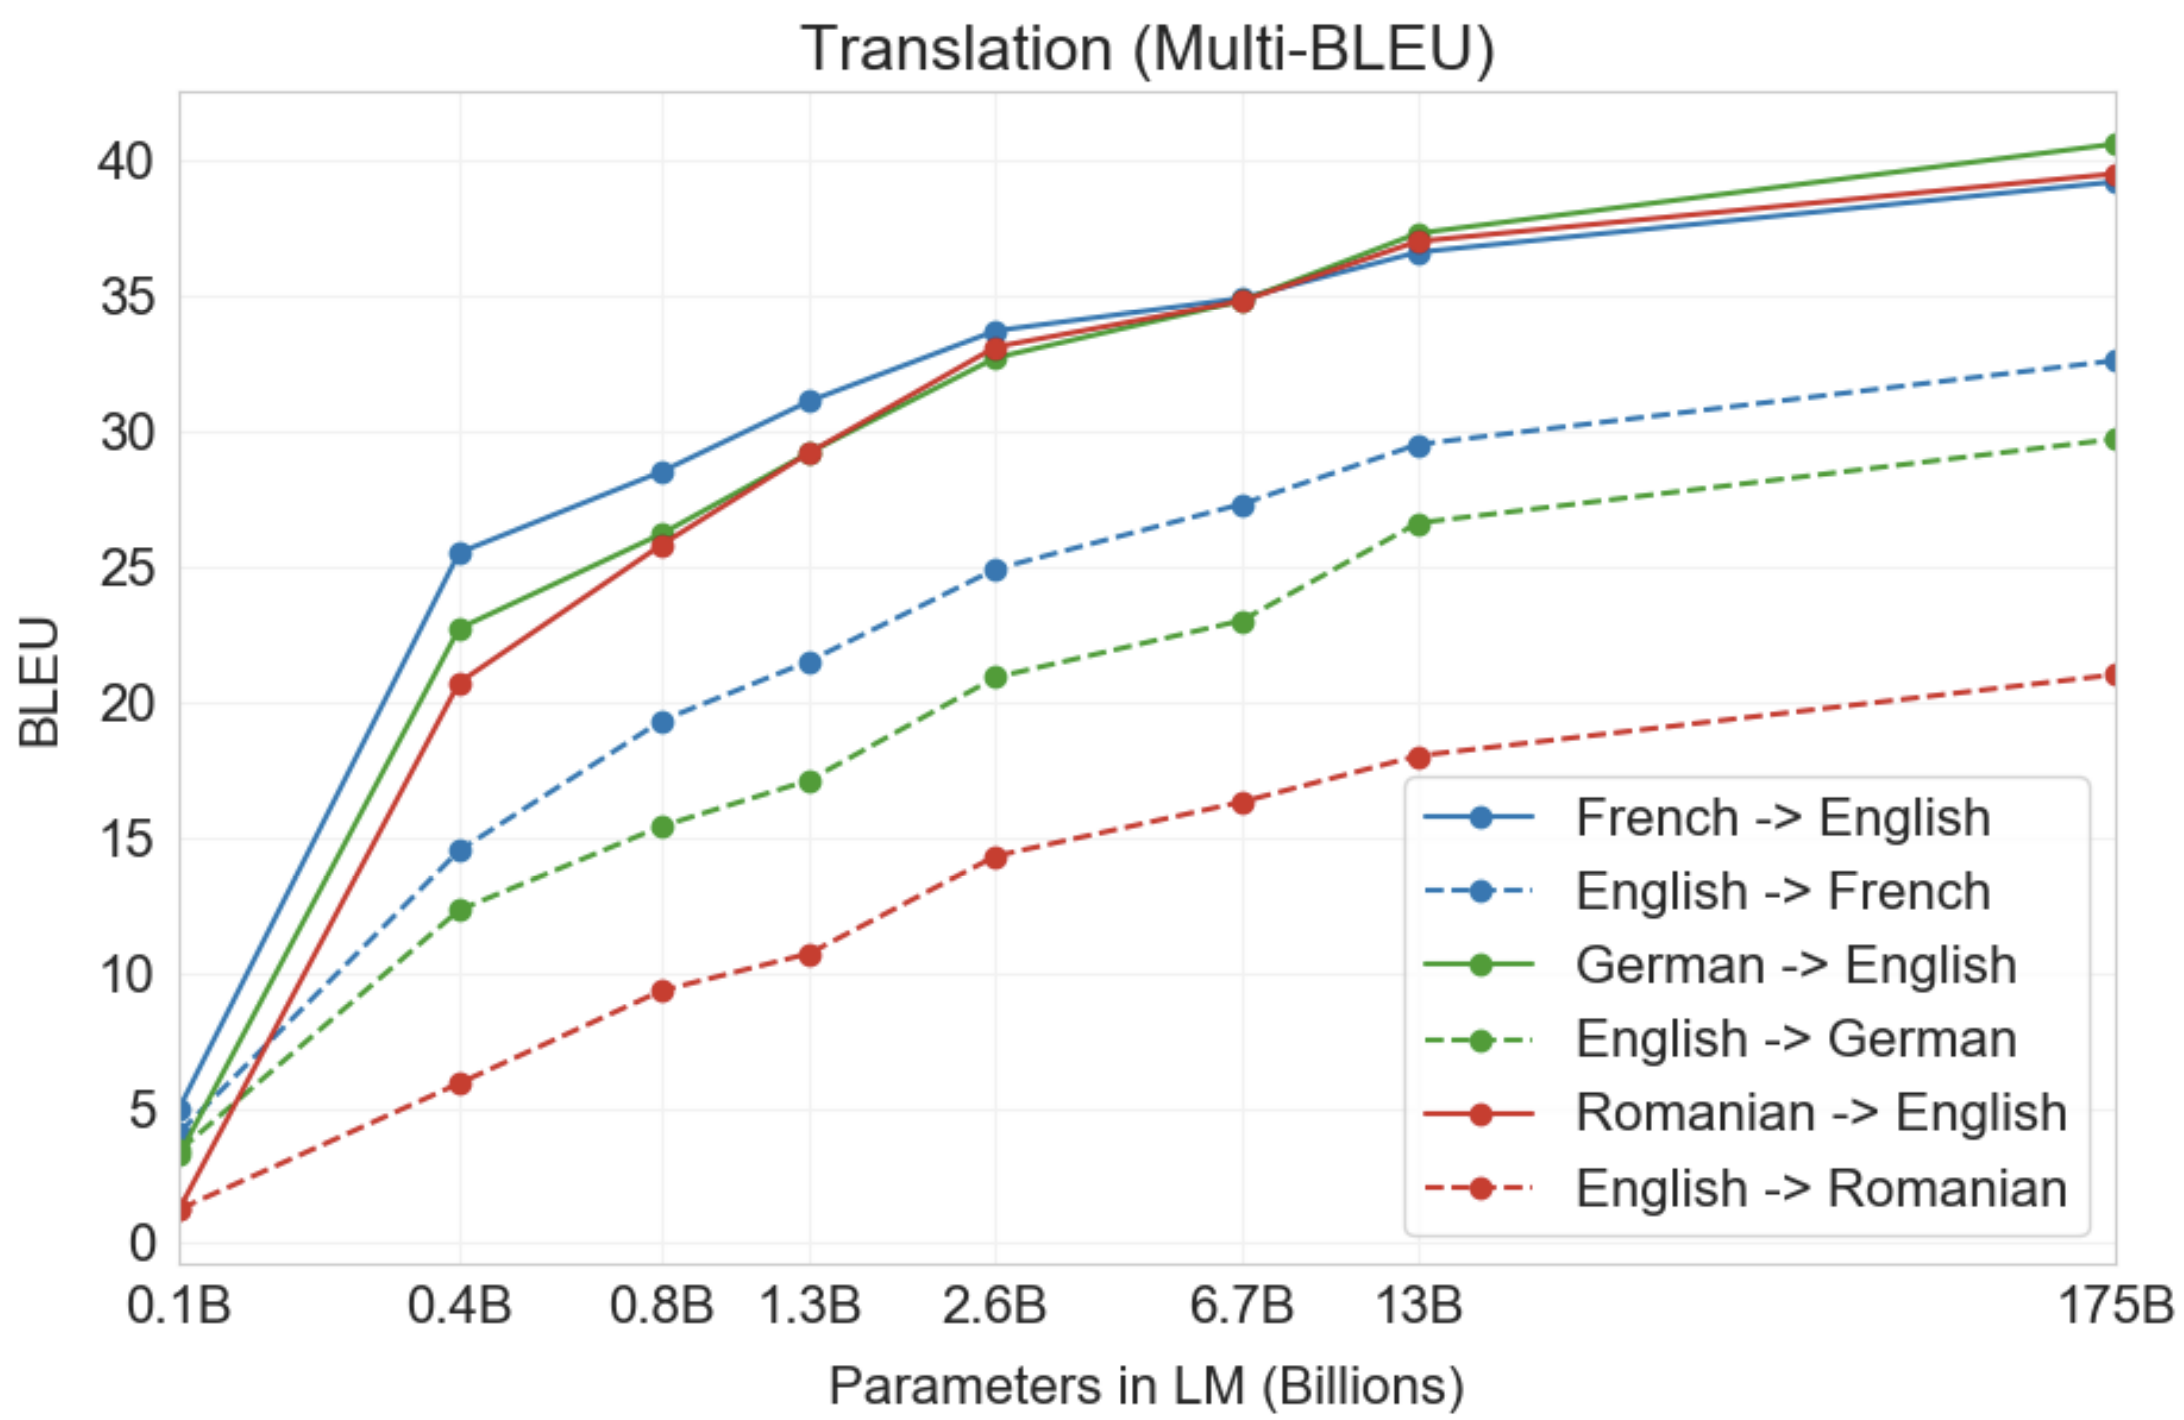 Translation (Multi-BLEU)
40
35
30
25
20
15
10
5
0
BLEU
French -> English
English -> French
German -> English
English -> German
Romanian -> English
English -> Romanian
0.1B 0.4B 0.8B 1.3B 2.6B 6.7B 13B 175B
Parameters in LM (Billions)